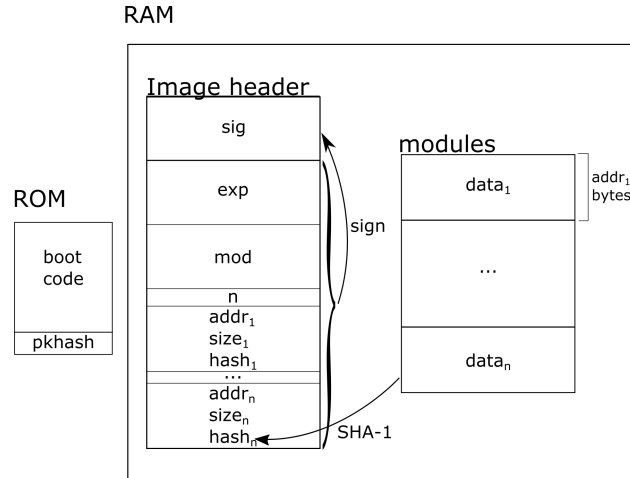 RAM
Image header
sig
exp
mod
n
addr₁
size₁
hash₁
...
addrₙ
size ₙ
hashₙ
sign
SHA-1
modules
data₁
...
dataₙ
addr₁
bytes
ROM
boot
code
pkhash